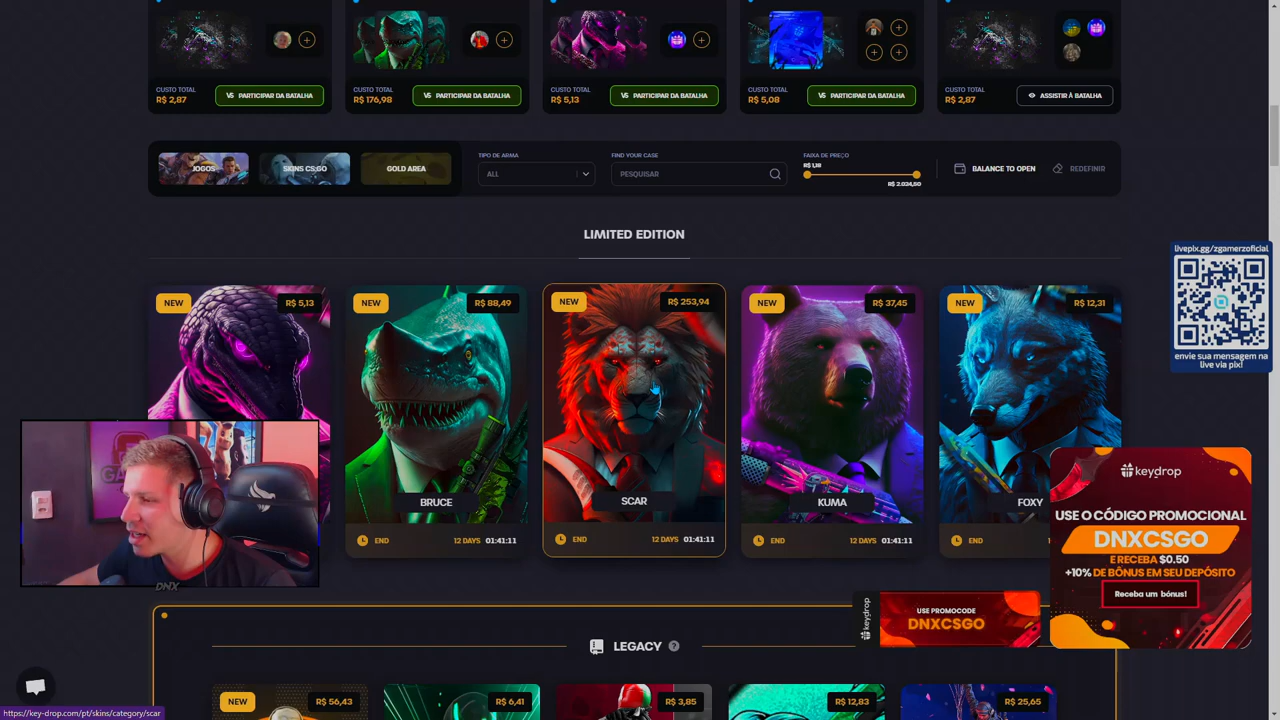 CUSTO TOTAL
R$ 2,87
VS PARTICIPAR DA BATALHA
CUSTO TOTAL
R$ 176,98
VS PARTICIPAR DA BATALHA
CUSTO TOTAL
R$ 5,13
VS PARTICIPAR DA BATALHA
CUSTO TOTAL
R$ 5,08
VS PARTICIPAR DA BATALHA
CUSTO TOTAL
R$ 2,87
ASSISTIR À BATALHA
JOGOS
SKINS CS:GO
GOLD AREA
TIPO DE ARMA
ALL
FIND YOUR CASE
PESQUISAR
FAIXA DE PREÇO
R$ 1,18
R$ 2.034,50
BALANCE TO OPEN
REDEFINIR
LIMITED EDITION
livepix.gg/zgamerzoficial
envie sua mensagem na
live via pix!
NEW
R$ 5,13
NEW
R$ 88,49
BRUCE
END
12 DAYS 01:41:11
NEW
R$ 253,94
SCAR
END
12 DAYS 01:41:11
NEW
R$ 37,45
KUMA
END
12 DAYS 01:41:11
NEW
R$ 12,31
FOXY
END
DNX
keydrop
USE O CÓDIGO PROMOCIONAL
DNXCSGO
E RECEBA $0.50
+10% DE BÔNUS EM SEU DEPÓSITO
Receba um bónus!
keydrop
USE PROMOCODE
DNXCSGO
LEGACY ?
NEW
R$ 56,43
R$ 6,41
R$ 3,85
R$ 12,83
R$ 25,65
https://key-drop.com/pt/skins/category/scar